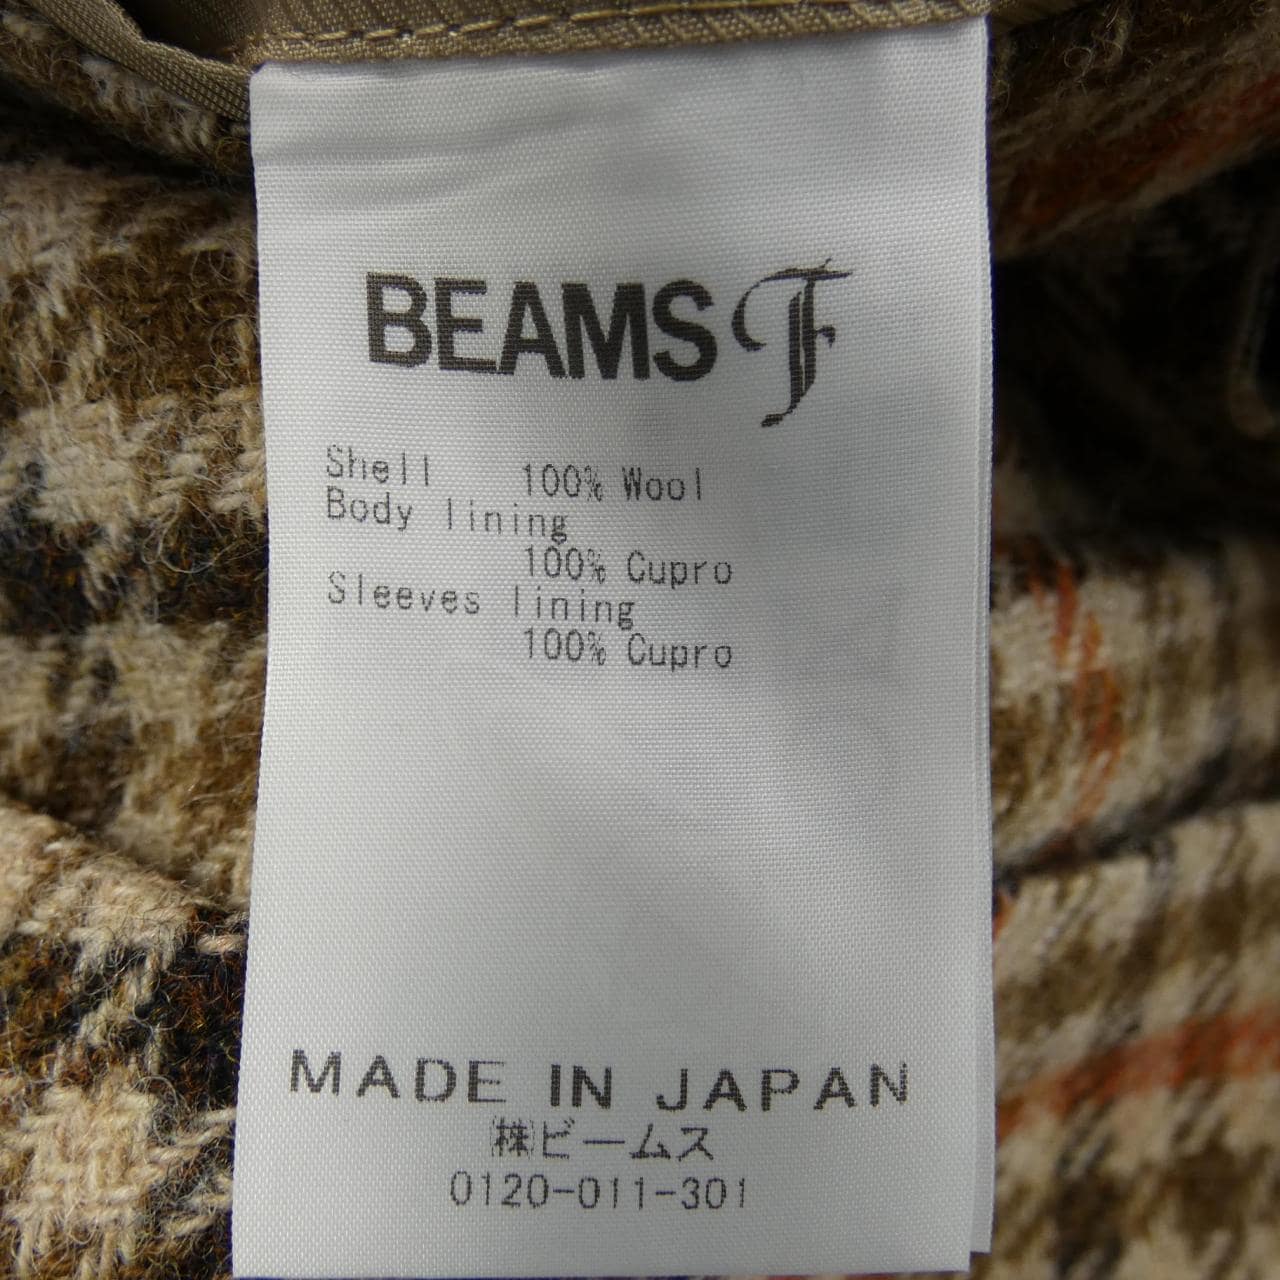 BEAMS F
Shell 100% Wool
Body lining
100% Cupro
Sleeves lining
100% Cupro
MADE IN JAPAN
(株)ビームス
0120-011-301